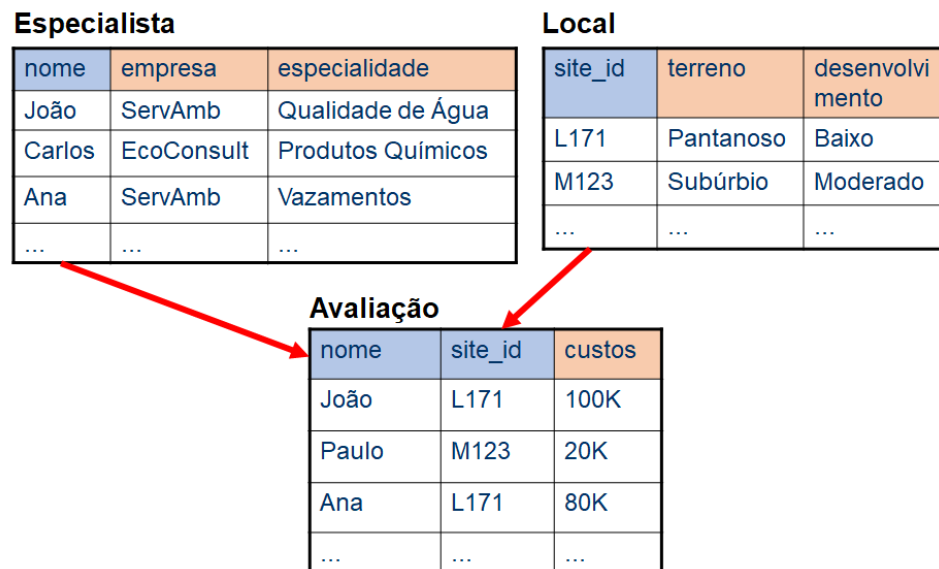 Especialista
nome empresa especialidade
João ServAmb Qualidade de Água
Carlos EcoConsult Produtos Químicos
Ana ServAmb Vazamentos
... ... ...
Local
site_id terreno desenvolvi
mento
L171 Pantanoso Baixo
M123 Subúrbio Moderado
... ... ...
Avaliação
nome site_id custos
João L171 100K
Paulo M123 20K
Ana L171 80K
... ... ...